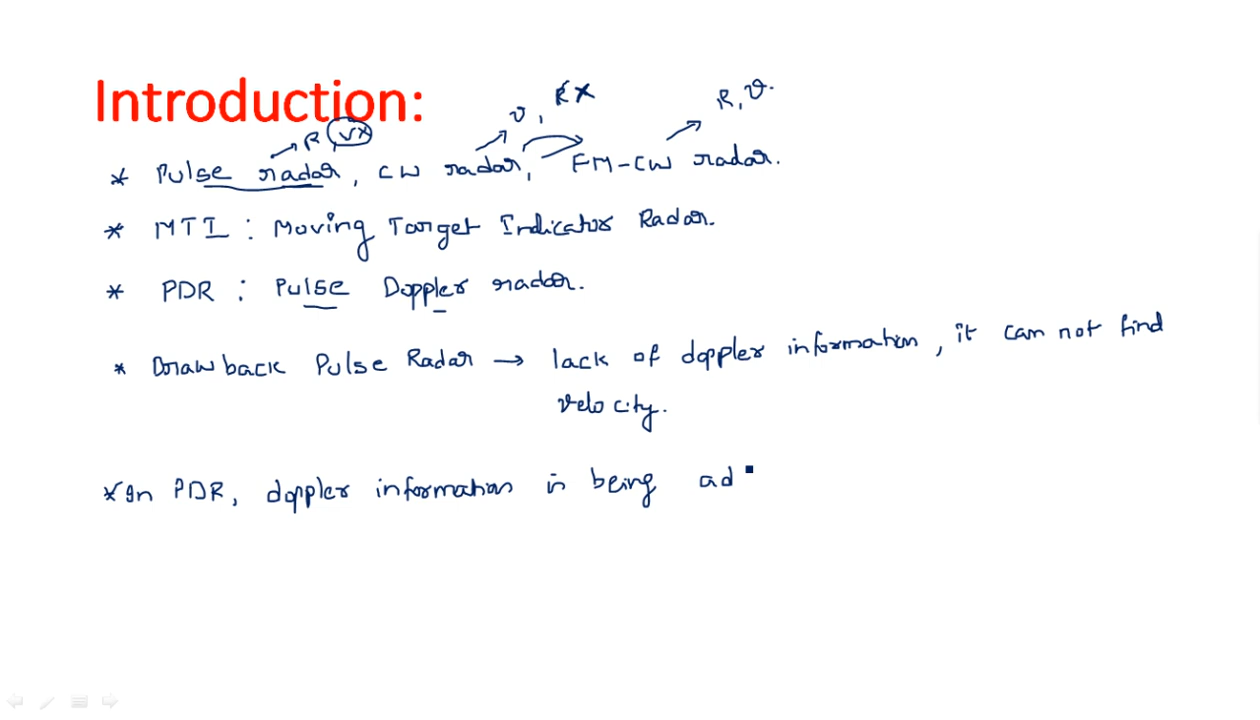 Introduction:
R, VX
v, RX
R, v.
* Pulse radar, CW radar, FM-CW radar.
* MTI : Moving Target Indicator Radar.
* PDR : Pulse Doppler radar.
* Drawback Pulse Radar → lack of doppler information, it can not find
velocity.
* In PDR, doppler information is being ad